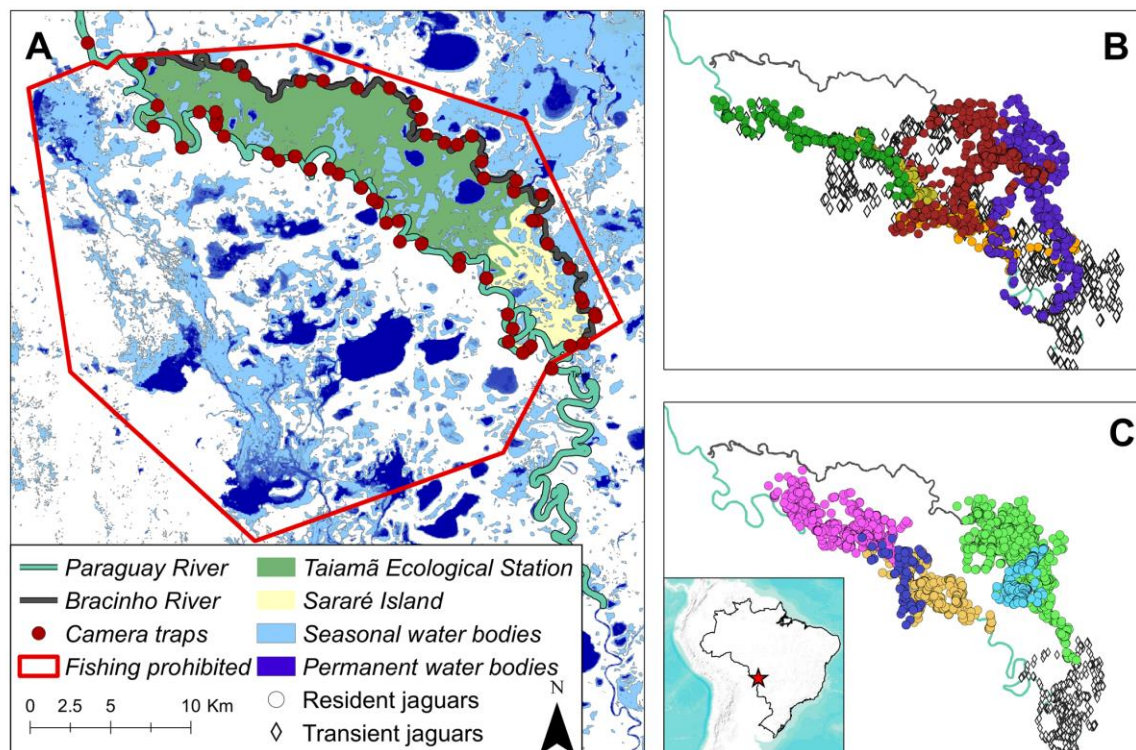 A
B
C
Paraguay River
Bracinho River
Camera traps
Fishing prohibited
0 2.5 5 10 Km
Taiamã Ecological Station
Sararé Island
Seasonal water bodies
Permanent water bodies
Resident jaguars
Transient jaguars
N